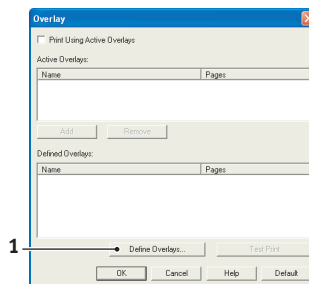 Overlay
Print Using Active Overlays
Active Overlays:
Name Pages
Add Remove
Defined Overlays:
Name Pages
1 Define Overlays... Test Print
OK Cancel Help Default